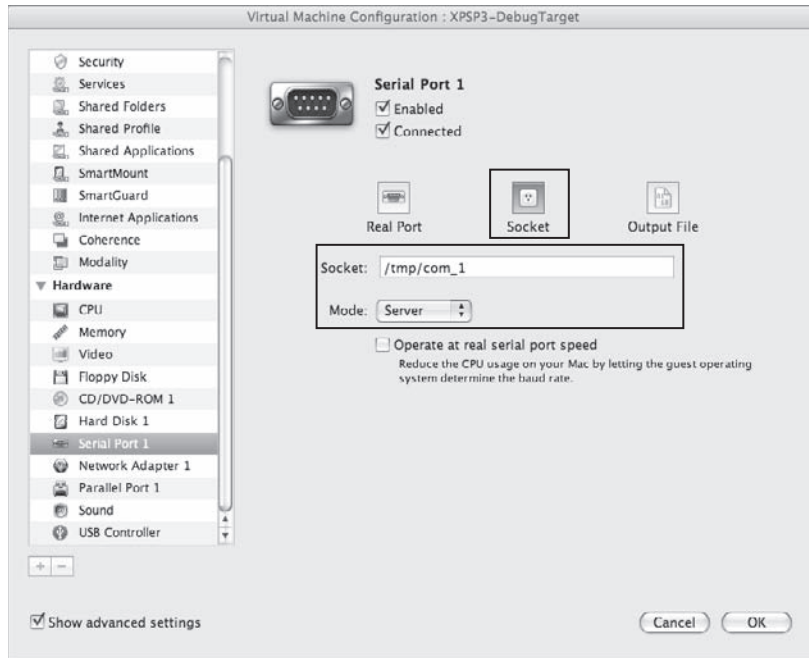 Virtual Machine Configuration : XPSP3-DebugTarget
Security
Services
Shared Folders
Shared Profile
Shared Applications
SmartMount
SmartGuard
Internet Applications
Coherence
Modality
Hardware
CPU
Memory
Video
Floppy Disk
CD/DVD-ROM 1
Hard Disk 1
Serial Port 1
Network Adapter 1
Parallel Port 1
Sound
USB Controller
+ −
Show advanced settings
Serial Port 1
Enabled
Connected
Real Port
Socket
Output File
Socket: /tmp/com_1
Mode: Server
Operate at real serial port speed
Reduce the CPU usage on your Mac by letting the guest operating
system determine the baud rate.
Cancel
OK